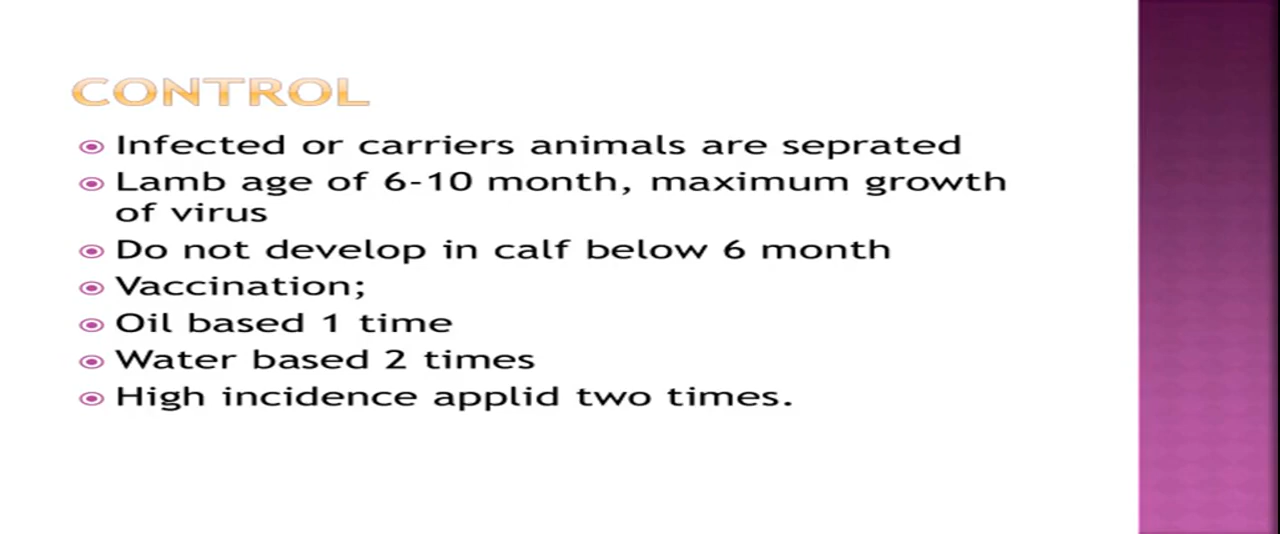 CONTROL
Infected or carriers animals are seprated
Lamb age of 6-10 month, maximum growth
of virus
Do not develop in calf below 6 month
Vaccination;
Oil based 1 time
Water based 2 times
High incidence applid two times.